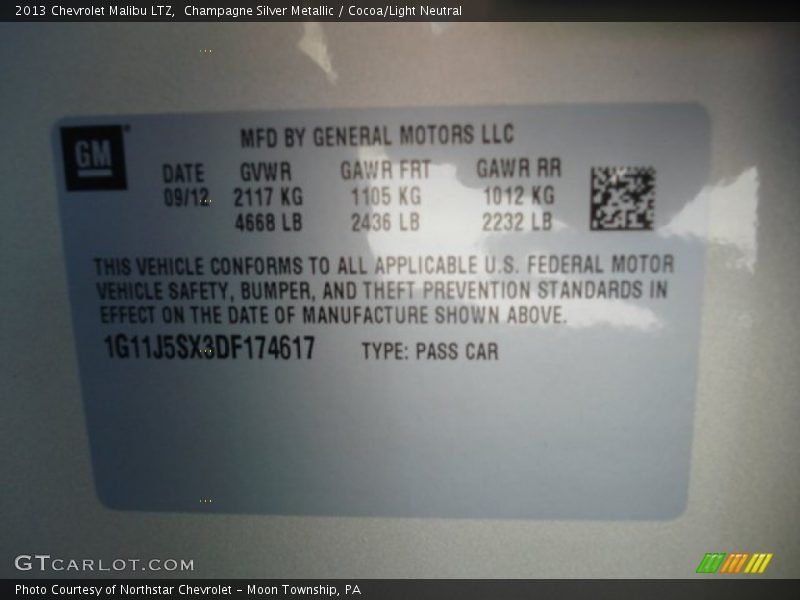 2013 Chevrolet Malibu LTZ,  Champagne Silver Metallic / Cocoa/Light Neutral
GM
MFD BY GENERAL MOTORS LLC
DATE GVWR GAWR FRT GAWR RR
09/12 2117 KG 1105 KG 1012 KG
4668 LB 2436 LB 2232 LB
THIS VEHICLE CONFORMS TO ALL APPLICABLE U.S. FEDERAL MOTOR
VEHICLE SAFETY, BUMPER, AND THEFT PREVENTION STANDARDS IN
EFFECT ON THE DATE OF MANUFACTURE SHOWN ABOVE.
1G11J5SX3DF174617 TYPE: PASS CAR
GTCARLOT.COM
Photo Courtesy of Northstar Chevrolet - Moon Township, PA